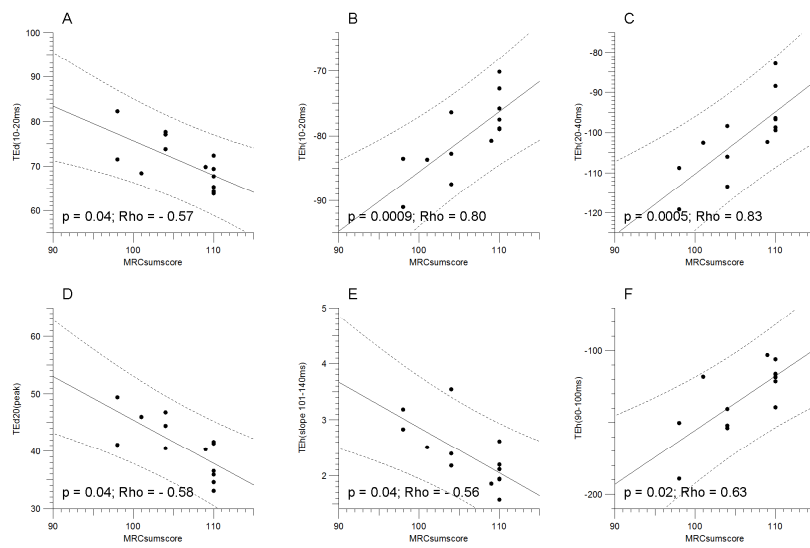 A
TEd(10-20ms)
100
90
80
70
60
p = 0.04; Rho = - 0.57
90
100
110
MRCsumscore
B
TEh(10-20ms)
-70
-80
-90
p = 0.0009; Rho = 0.80
90
100
110
MRCsumscore
C
TEh(20-40ms)
-80
-90
-100
-110
-120
p = 0.0005; Rho = 0.83
90
100
110
MRCsumscore
D
TEd20(peak)
60
50
40
30
p = 0.04; Rho = - 0.58
90
100
110
MRCsumscore
E
TEh(slope 101-140ms)
5
4
3
2
p = 0.04; Rho = - 0.56
90
100
110
MRCsumscore
F
TEh(90-100ms)
-100
-200
p = 0.02; Rho = 0.63
90
100
110
MRCsumscore